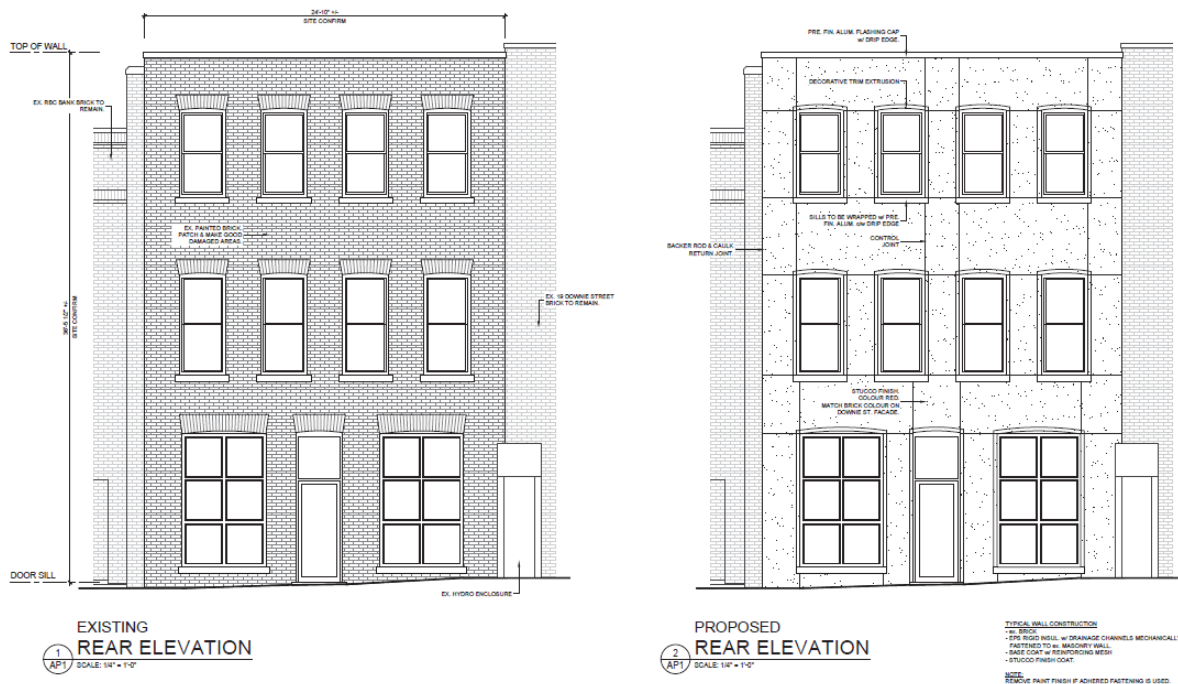 24'-10" +/-
SITE CONFIRM
TOP OF WALL
EX. RBC BANK BRICK TO
REMAIN.
EX. PAINTED BRICK.
PATCH & MAKE GOOD
DAMAGED AREAS.
SITE CONFIRM
EX. 19 DOWNIE STREET
BRICK TO REMAIN.
DOOR SILL
EX. HYDRO ENCLOSURE
EXISTING
REAR ELEVATION
1
AP1
SCALE: 1/4" = 1'-0"
PRE. FIN. ALUM. FLASHING CAP
w/ DRIP EDGE.
DECORATIVE TRIM EXTRUSION
SILLS TO BE WRAPPED w/ PRE.
FIN. ALUM. c/w DRIP EDGE
CONTROL
JOINT
BACKER ROD & CAULK
RETURN JOINT
STUCCO FINISH.
COLOUR RED.
MATCH BRICK COLOUR ON
DOWNIE ST. FACADE.
PROPOSED
REAR ELEVATION
2
AP1
SCALE: 1/4" = 1'-0"
TYPICAL WALL CONSTRUCTION
- ex. BRICK
- EPS RIGID INSUL. w/ DRAINAGE CHANNELS MECHANICALLY
FASTENED TO ex. MASONRY WALL.
- BASE COAT w/ REINFORCING MESH
- STUCCO FINISH COAT.
NOTE:
REMOVE PAINT FINISH IF ADHERED FASTENING IS USED.